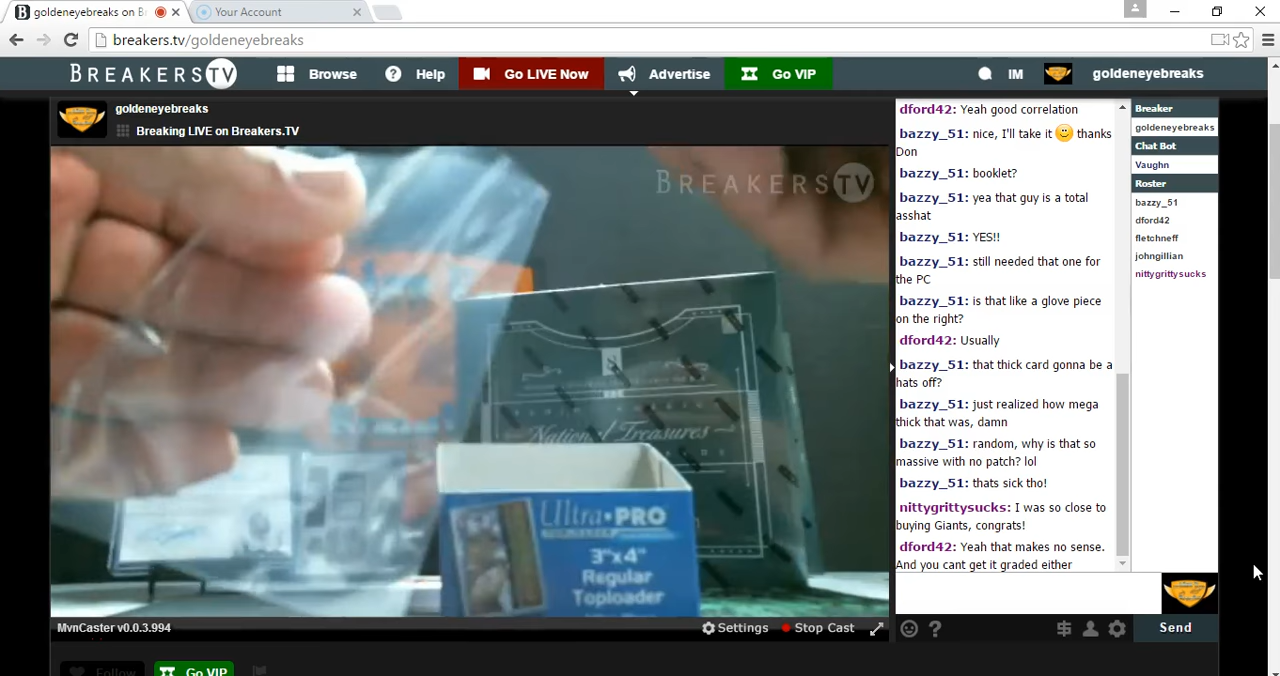 goldeneyebreaks on B
Your Account
breakers.tv/goldeneyebreaks
BREAKERSTV
Browse
Help
Go LIVE Now
Advertise
Go VIP
IM
goldeneyebreaks
goldeneyebreaks
Breaking LIVE on Breakers.TV
BREAKERSTV
National Treasures
Ultra•PRO
3"x4"
Regular
Toploader
MvnCaster v0.0.3.994
Settings
Stop Cast
Follow
Go VIP
dford42: Yeah good correlation
bazzy_51: nice, I'll take it thanks
Don
bazzy_51: booklet?
bazzy_51: yea that guy is a total
asshat
bazzy_51: YES!!
bazzy_51: still needed that one for
the PC
bazzy_51: is that like a glove piece
on the right?
dford42: Usually
bazzy_51: that thick card gonna be a
hats off?
bazzy_51: just realized how mega
thick that was, damn
bazzy_51: random, why is that so
massive with no patch? lol
bazzy_51: thats sick tho!
nittygrittysucks: I was so close to
buying Giants, congrats!
dford42: Yeah that makes no sense.
And you cant get it graded either
Send
Breaker
goldeneyebreaks
Chat Bot
Vaughn
Roster
bazzy_51
dford42
fletchneff
johngillian
nittygrittysucks